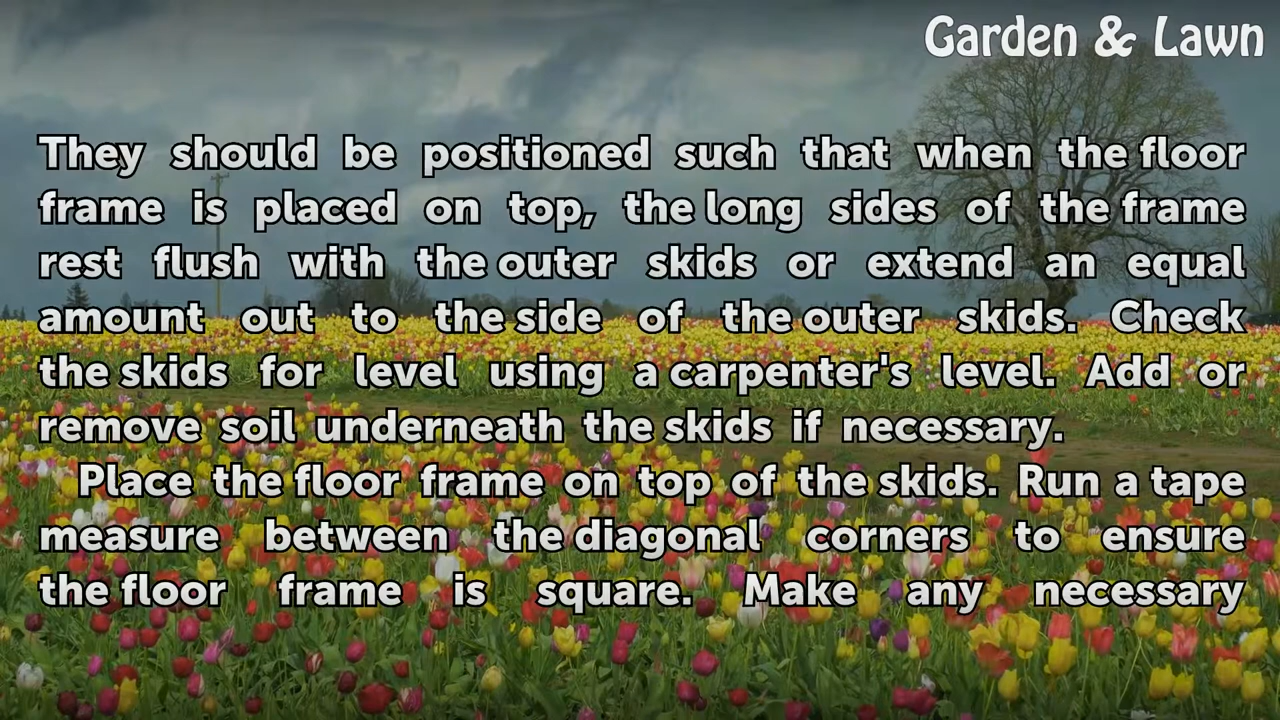 Garden & Lawn
They should be positioned such that when the floor
frame is placed on top, the long sides of the frame
rest flush with the outer skids or extend an equal
amount out to the side of the outer skids. Check
the skids for level using a carpenter's level. Add or
remove soil underneath the skids if necessary.
Place the floor frame on top of the skids. Run a tape
measure between the diagonal corners to ensure
the floor frame is square. Make any necessary